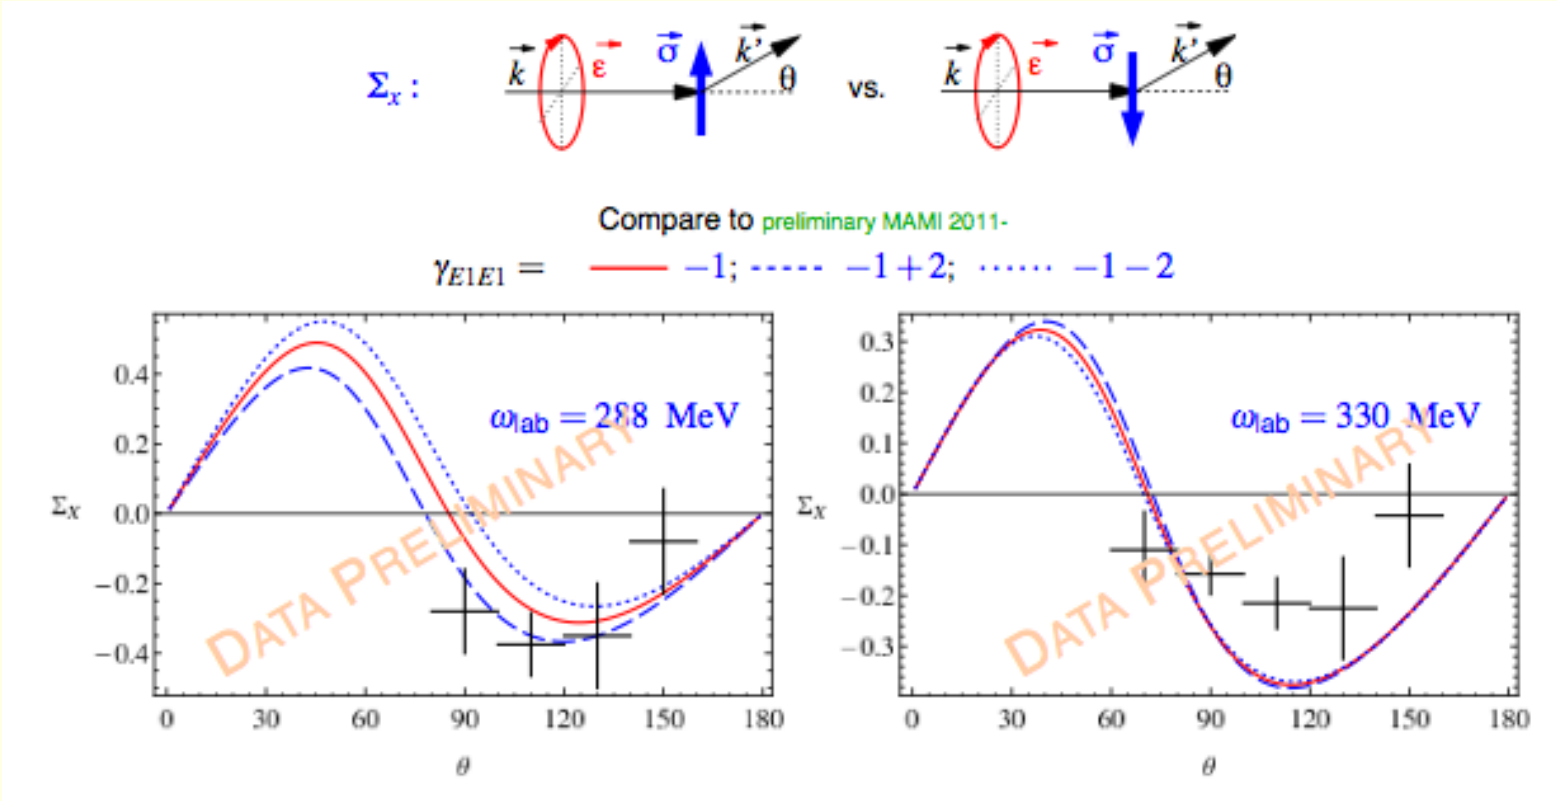 Σx : k ε σ k' θ vs. k ε σ k' θ
Compare to preliminary MAMI 2011-
γE1E1 = −1; −1+2; −1−2
ωlab = 288 MeV
DATA PRELIMINARY
Σx
0.4
0.2
0.0
−0.2
−0.4
0 30 60 90 120 150 180
θ
ωlab = 330 MeV
DATA PRELIMINARY
Σx
0.3
0.2
0.1
0.0
−0.1
−0.2
−0.3
0 30 60 90 120 150 180
θ